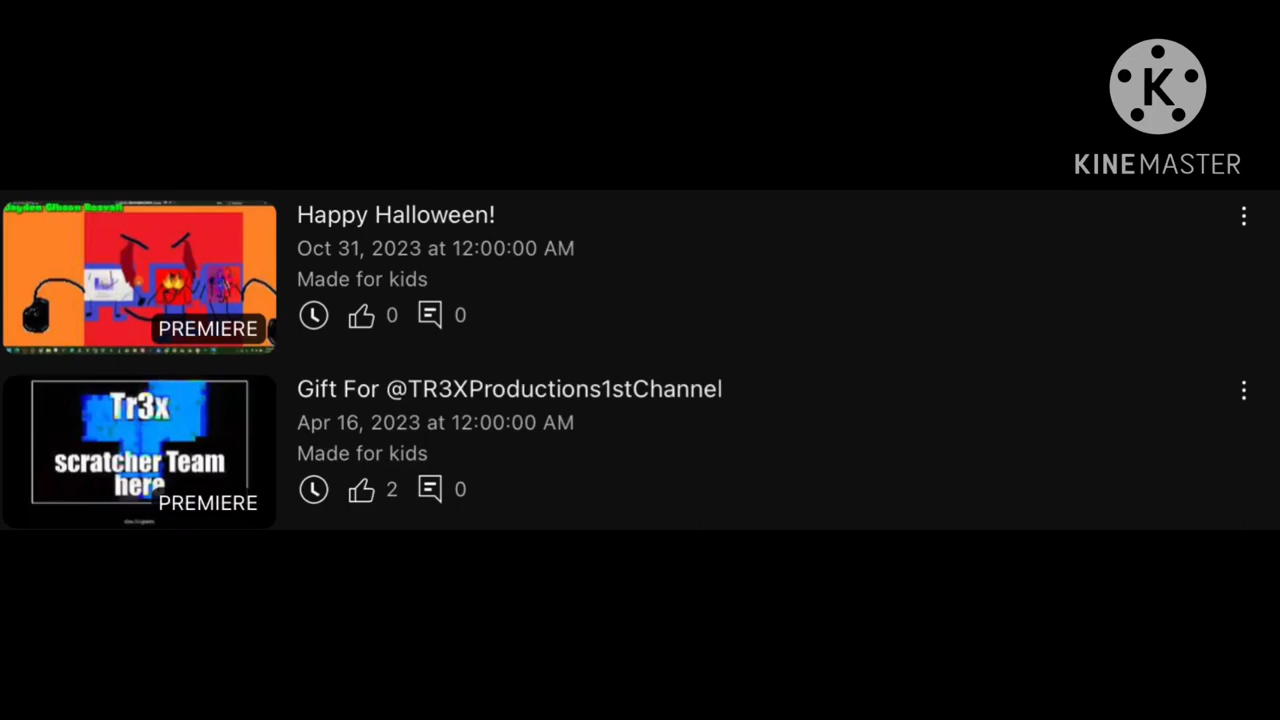 K
KINEMASTER
Happy Halloween!
Oct 31, 2023 at 12:00:00 AM
Made for kids
PREMIERE
0
0
Gift For @TR3XProductions1stChannel
Apr 16, 2023 at 12:00:00 AM
Made for kids
Tr3x
scratcher Team
here
PREMIERE
2
0